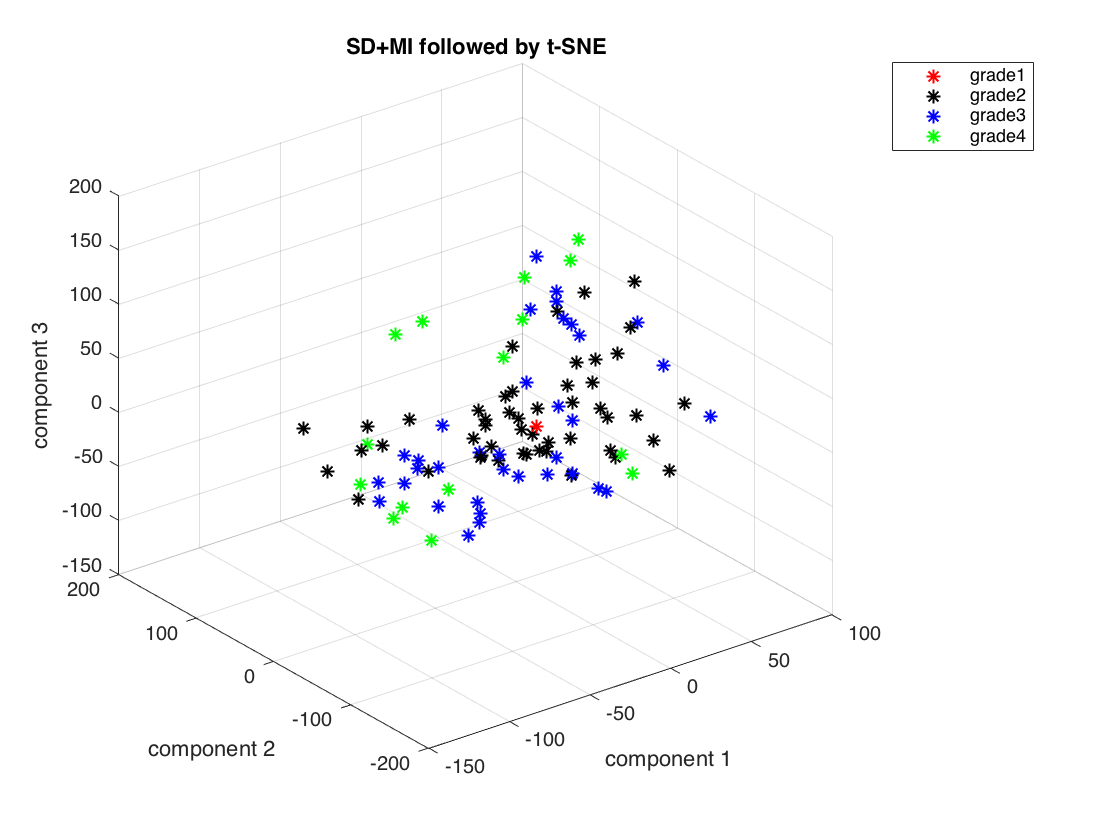 SD+MI followed by t-SNE
grade1
grade2
grade3
grade4
200
150
100
50
0
-50
-100
-150
component 3
200
100
0
-100
-200
component 2
-150
-100
-50
0
50
100
component 1